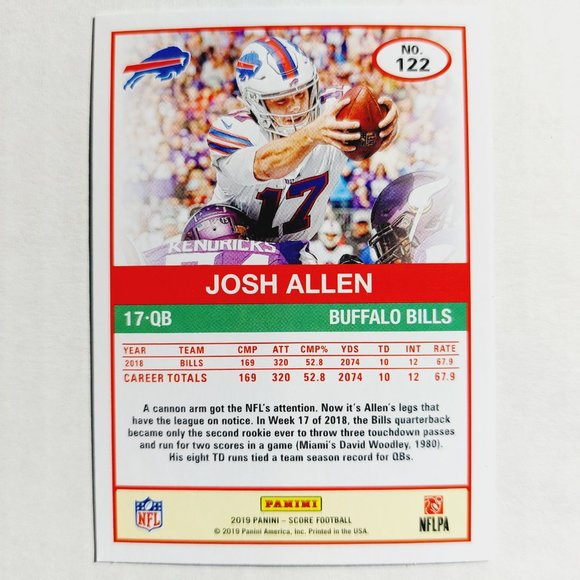 NO.
122
17
KENDRICKS
JOSH ALLEN
17-QB BUFFALO BILLS
YEAR TEAM CMP ATT CMP% YDS TD INT RATE
2018 BILLS 169 320 52.8 2074 10 12 67.9
CAREER TOTALS 169 320 52.8 2074 10 12 67.9
A cannon arm got the NFL's attention. Now it's Allen's legs that
have the league on notice. In Week 17 of 2018, the Bills quarterback
became only the second rookie ever to throw three touchdown passes
and run for two scores in a game (Miami's David Woodley, 1980).
His eight TD runs tied a team season record for QBs.
NFL PANINI NFLPA
2019 PANINI – SCORE FOOTBALL
© 2019 Panini America, Inc. Printed in the USA.